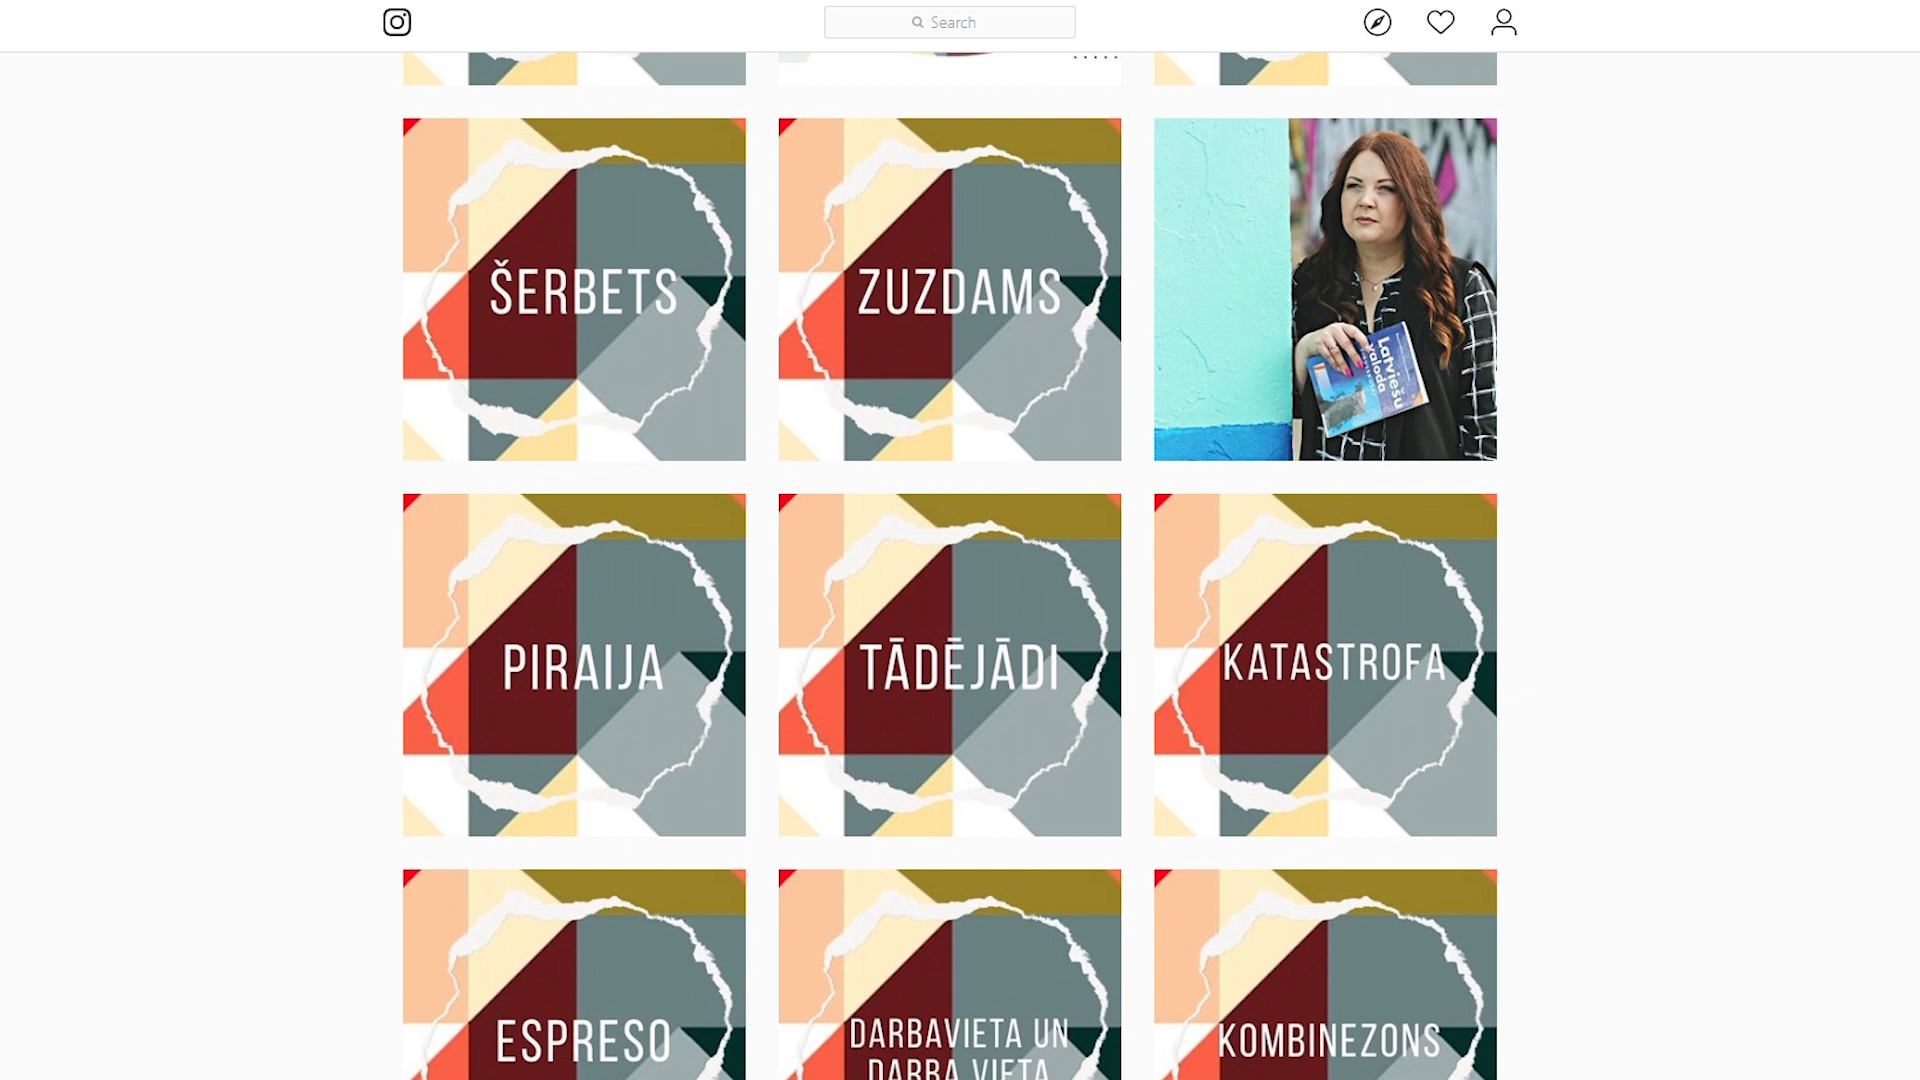 Search
ŠERBETS
ZUZDAMS
Latviešu
valoda
PIRAIJA
TĀDĒJĀDI
KATASTROFA
ESPRESO
DARBAVIETA UN
DARBA VIETA
KOMBINEZONS